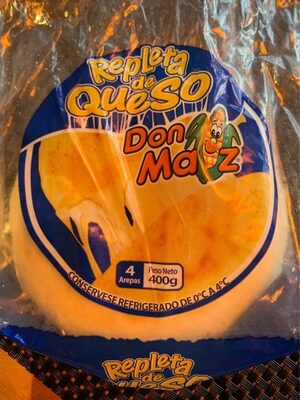 Repleta
de
Queso
Don
Maíz
4
Arepas
Peso Neto
400g
CONSERVESE REFRIGERADO DE 0°C A 4°C
Repleta
de
Queso